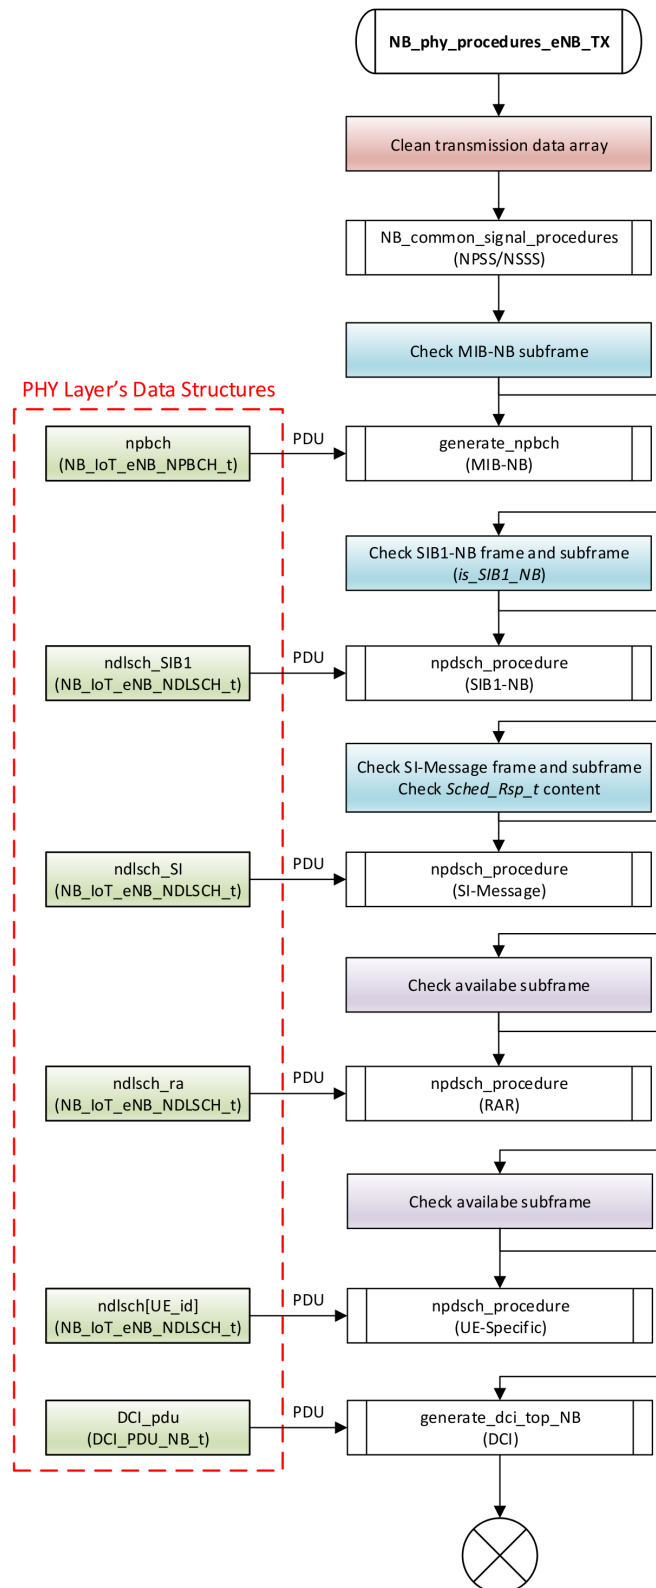 NB_phy_procedures_eNB_TX
Clean transmission data array
NB_common_signal_procedures
(NPSS/NSSS)
Check MIB-NB subframe
PHY Layer's Data Structures
npbch
(NB_IoT_eNB_NPBCH_t)
PDU
generate_npbch
(MIB-NB)
Check SIB1-NB frame and subframe
(is_SIB1_NB)
ndlsch_SIB1
(NB_IoT_eNB_NDLSCH_t)
PDU
npdsch_procedure
(SIB1-NB)
Check SI-Message frame and subframe
Check Sched_Rsp_t content
ndlsch_SI
(NB_IoT_eNB_NDLSCH_t)
PDU
npdsch_procedure
(SI-Message)
Check availabe subframe
ndlsch_ra
(NB_IoT_eNB_NDLSCH_t)
PDU
npdsch_procedure
(RAR)
Check availabe subframe
ndlsch[UE_id]
(NB_IoT_eNB_NDLSCH_t)
PDU
npdsch_procedure
(UE-Specific)
DCI_pdu
(DCI_PDU_NB_t)
PDU
generate_dci_top_NB
(DCI)